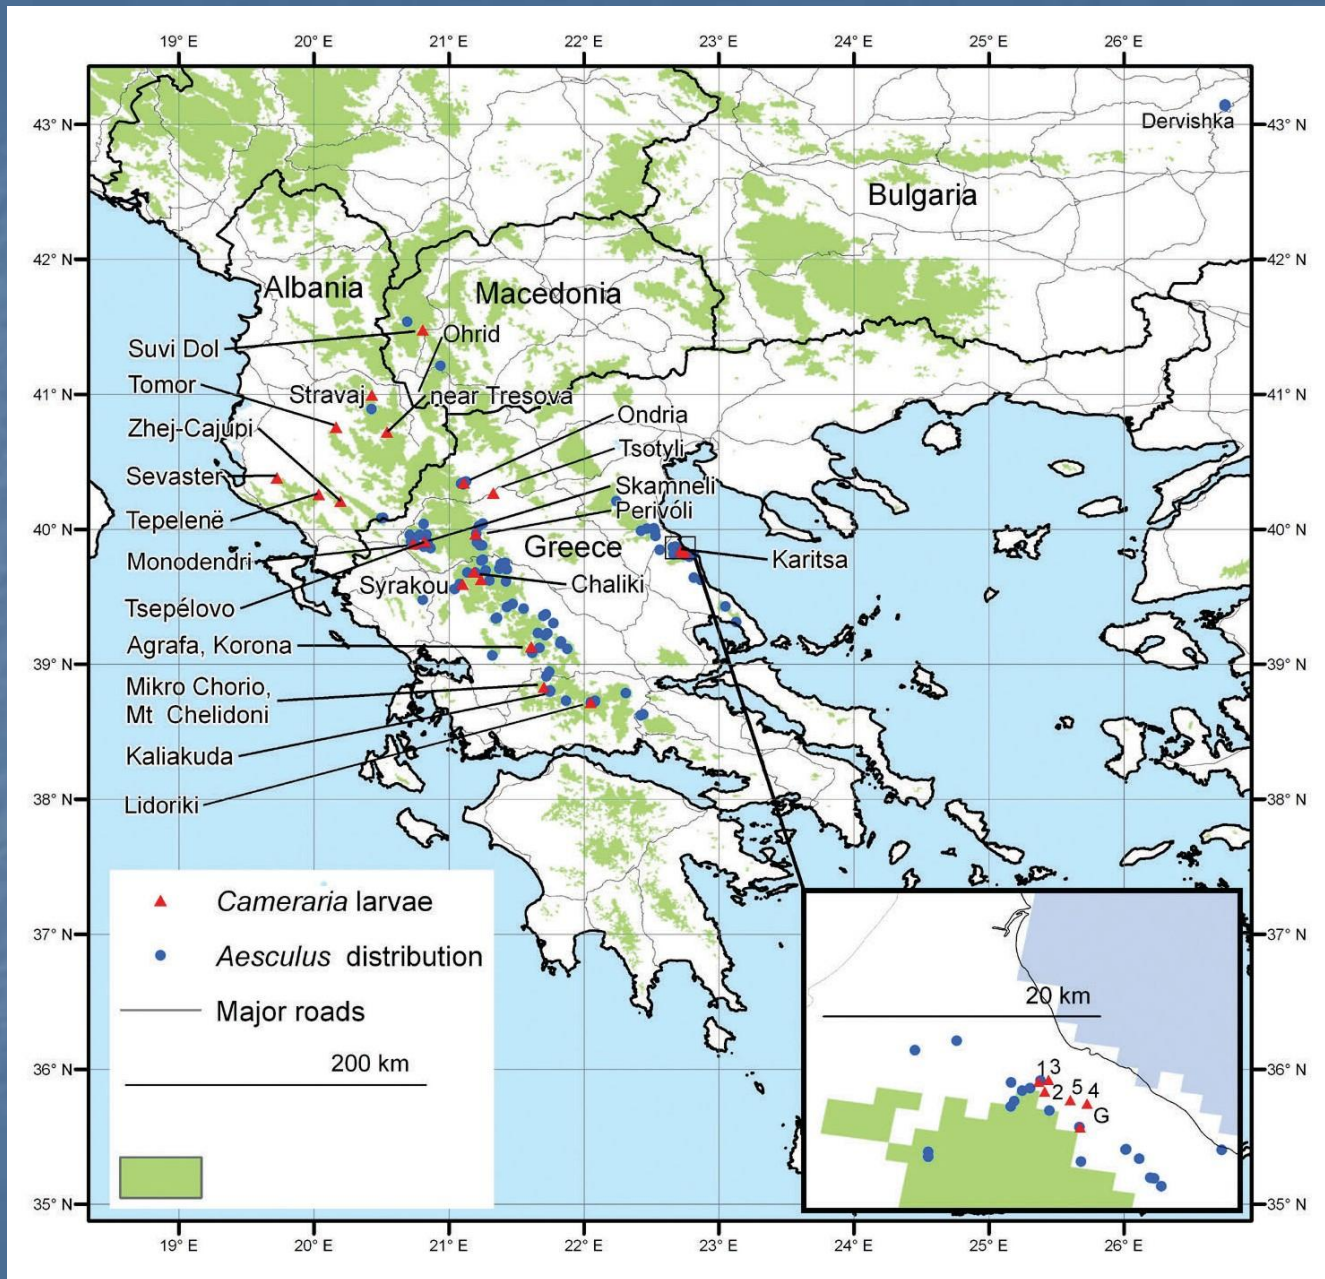 19° E 20° E 21° E 22° E 23° E 24° E 25° E 26° E
43° N
42° N
41° N
40° N
39° N
38° N
37° N
36° N
35° N
43° N
42° N
41° N
40° N
39° N
38° N
37° N
36° N
35° N
Dervishka
Bulgaria
Albania
Macedonia
Ohrid
Suvi Dol
Tomor
Stravaj
near Tresova
Zhej-Cajupi
Ondria
Tsotyli
Sevaster
Skamneli
Tepelenë
Perivóli
Greece
Monodendri
Karitsa
Syrakou
Chaliki
Tsepélovo
Agrafa, Korona
Mikro Chorio,
Mt Chelidoni
Kaliakuda
Lidoriki
Cameraria larvae
Aesculus distribution
Major roads
200 km
20 km
1 3
2 5 4
G
19° E 20° E 21° E 22° E 23° E 24° E 25° E 26° E